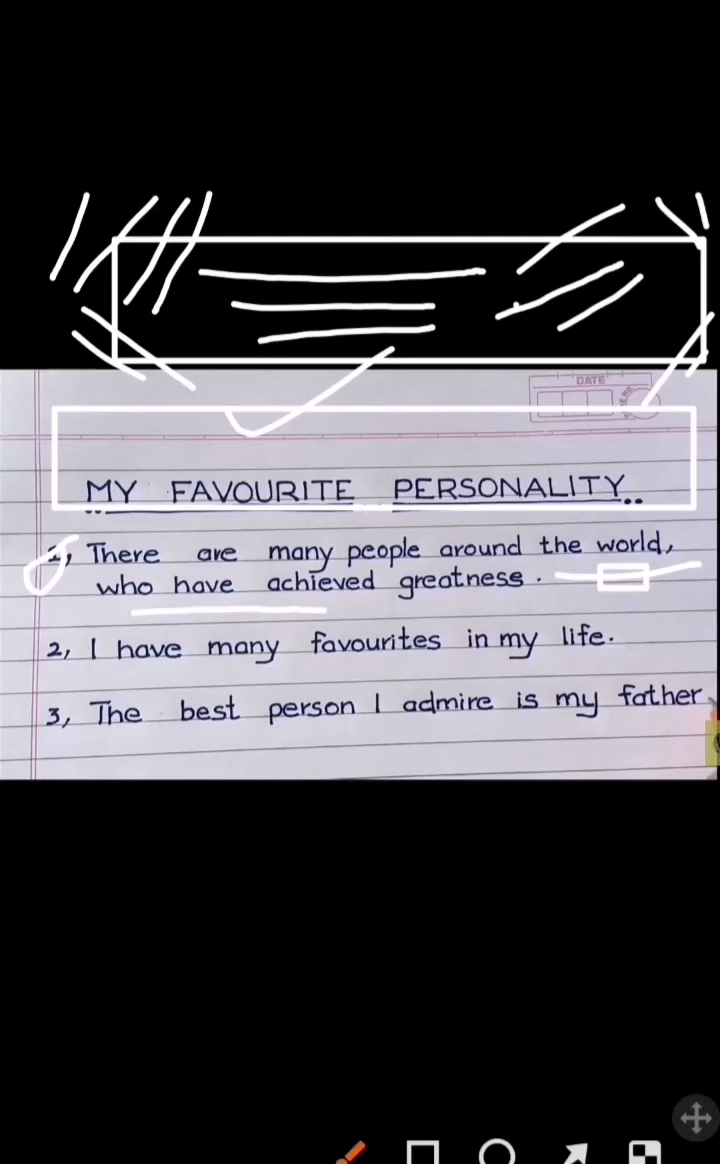 DATE
MY FAVOURITE PERSONALITY
1, There are many people around the world,
who have achieved greatness.
2, I have many favourites in my life.
3, The best person I admire is my father